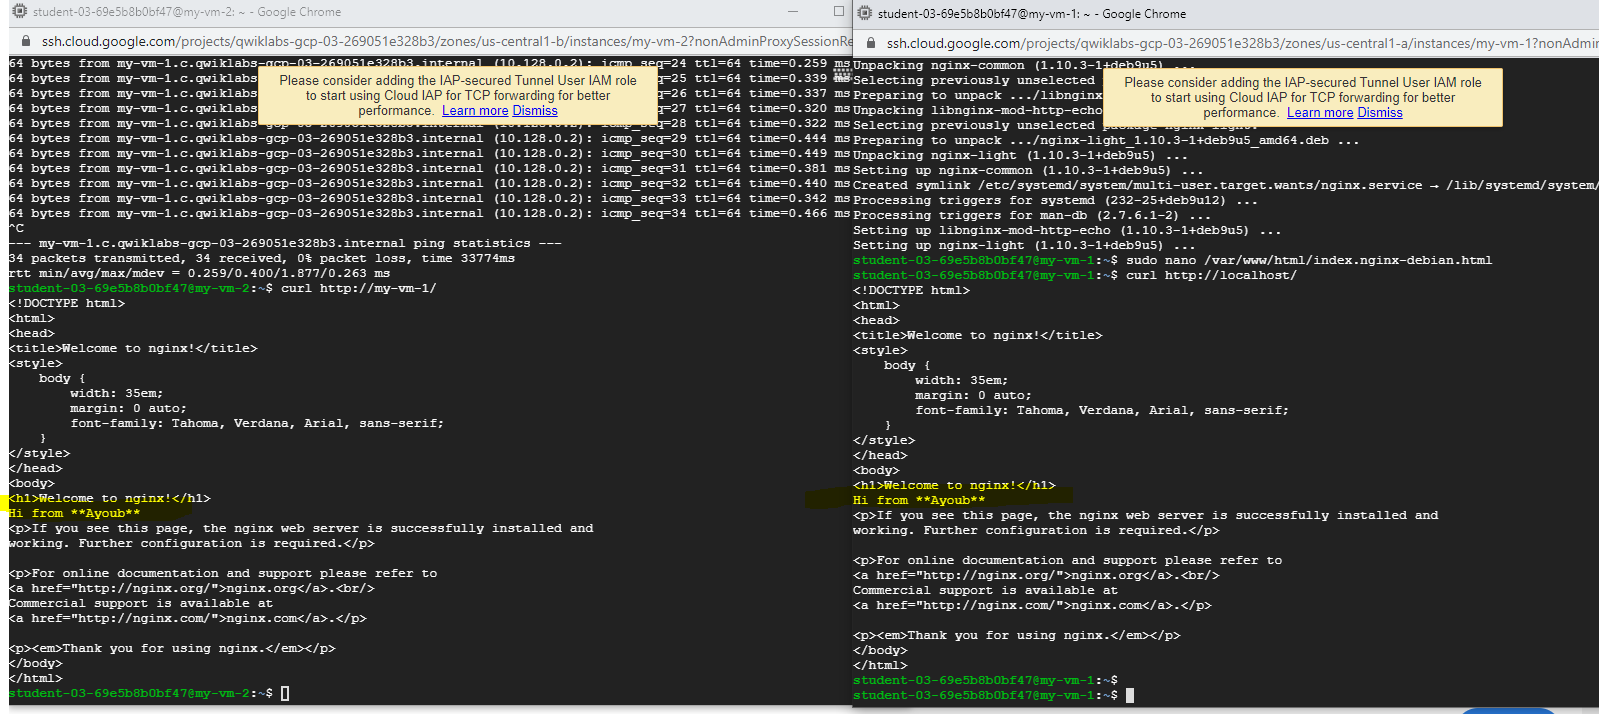 student-03-69e5b8b0bf47@my-vm-2: ~ - Google Chrome
ssh.cloud.google.com/projects/qwiklabs-gcp-03-269051e328b3/zones/us-central1-b/instances/my-vm-2?nonAdminProxySessionRe
64 bytes from my-vm-1.c.qwiklabs-gcp-03-269051e328b3.internal (10.128.0.2): icmp_seq=24 ttl=64 time=0.259 ms
64 bytes from icmp_seq=25 ttl=64 time=0.339 ms
64 bytes from icmp_seq=26 ttl=64 time=0.337 ms
64 bytes from icmp_seq=27 ttl=64 time=0.320 ms
64 bytes from my-vm-1.c.qwiklabs-gcp-03-269051e328b3.internal (10.128.0.2): icmp_seq=28 ttl=64 time=0.322 ms
64 bytes from my-vm-1.c.qwiklabs-gcp-03-269051e328b3.internal (10.128.0.2): icmp_seq=29 ttl=64 time=0.444 ms
64 bytes from my-vm-1.c.qwiklabs-gcp-03-269051e328b3.internal (10.128.0.2): icmp_seq=30 ttl=64 time=0.449 ms
64 bytes from my-vm-1.c.qwiklabs-gcp-03-269051e328b3.internal (10.128.0.2): icmp_seq=31 ttl=64 time=0.381 ms
64 bytes from my-vm-1.c.qwiklabs-gcp-03-269051e328b3.internal (10.128.0.2): icmp_seq=32 ttl=64 time=0.440 ms
64 bytes from my-vm-1.c.qwiklabs-gcp-03-269051e328b3.internal (10.128.0.2): icmp_seq=33 ttl=64 time=0.342 ms
64 bytes from my-vm-1.c.qwiklabs-gcp-03-269051e328b3.internal (10.128.0.2): icmp_seq=34 ttl=64 time=0.466 ms
Please consider adding the IAP-secured Tunnel User IAM role
to start using Cloud IAP for TCP forwarding for better
performance. Learn more Dismiss
^C
--- my-vm-1.c.qwiklabs-gcp-03-269051e328b3.internal ping statistics ---
34 packets transmitted, 34 received, 0% packet loss, time 33774ms
rtt min/avg/max/mdev = 0.259/0.400/1.877/0.263 ms
student-03-69e5b8b0bf47@my-vm-2:~$ curl http://my-vm-1/
<!DOCTYPE html>
<html>
<head>
<title>Welcome to nginx!</title>
<style>
    body {
        width: 35em;
        margin: 0 auto;
        font-family: Tahoma, Verdana, Arial, sans-serif;
    }
</style>
</head>
<body>
<h1>Welcome to nginx!</h1>
Hi from **Ayoub**
<p>If you see this page, the nginx web server is successfully installed and
working. Further configuration is required.</p>
<p>For online documentation and support please refer to
<a href="http://nginx.org/">nginx.org</a>.<br/>
Commercial support is available at
<a href="http://nginx.com/">nginx.com</a>.</p>
<p><em>Thank you for using nginx.</em></p>
</body>
</html>
student-03-69e5b8b0bf47@my-vm-2:~$
student-03-69e5b8b0bf47@my-vm-1: ~ - Google Chrome
ssh.cloud.google.com/projects/qwiklabs-gcp-03-269051e328b3/zones/us-central1-a/instances/my-vm-1?nonAdmin
Unpacking nginx-common (1.10.3-1+deb9u5) ...
Selecting previously unselected
Preparing to unpack .../libnginx
Unpacking libnginx-mod-http-echo
Selecting previously unselected package nginx-light.
Preparing to unpack .../nginx-light_1.10.3-1+deb9u5_amd64.deb ...
Please consider adding the IAP-secured Tunnel User IAM role
to start using Cloud IAP for TCP forwarding for better
performance. Learn more Dismiss
Unpacking nginx-light (1.10.3-1+deb9u5) ...
Setting up nginx-common (1.10.3-1+deb9u5) ...
Created symlink /etc/systemd/system/multi-user.target.wants/nginx.service → /lib/systemd/system/
Processing triggers for systemd (232-25+deb9u12) ...
Processing triggers for man-db (2.7.6.1-2) ...
Setting up libnginx-mod-http-echo (1.10.3-1+deb9u5) ...
Setting up nginx-light (1.10.3-1+deb9u5) ...
student-03-69e5b8b0bf47@my-vm-1:~$ sudo nano /var/www/html/index.nginx-debian.html
student-03-69e5b8b0bf47@my-vm-1:~$ curl http://localhost/
<!DOCTYPE html>
<html>
<head>
<title>Welcome to nginx!</title>
<style>
    body {
        width: 35em;
        margin: 0 auto;
        font-family: Tahoma, Verdana, Arial, sans-serif;
    }
</style>
</head>
<body>
<h1>Welcome to nginx!</h1>
Hi from **Ayoub**
<p>If you see this page, the nginx web server is successfully installed and
working. Further configuration is required.</p>
<p>For online documentation and support please refer to
<a href="http://nginx.org/">nginx.org</a>.<br/>
Commercial support is available at
<a href="http://nginx.com/">nginx.com</a>.</p>
<p><em>Thank you for using nginx.</em></p>
</body>
</html>
student-03-69e5b8b0bf47@my-vm-1:~$
student-03-69e5b8b0bf47@my-vm-1:~$